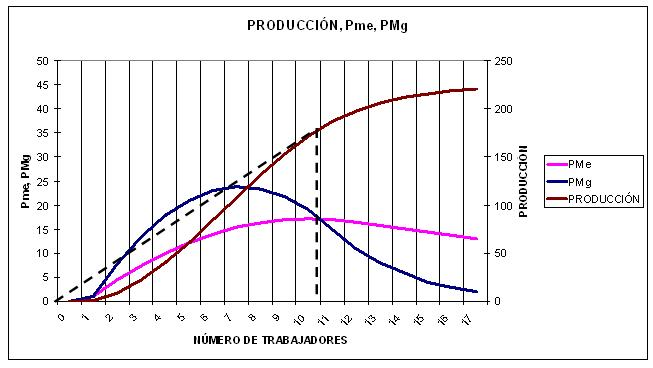 PRODUCCIÓN, Pme, PMg
50
45
40
35
30
25
20
15
10
5
0
Pme, PMg
250
200
150
100
50
0
PRODUCCIÓN
0 1 2 3 4 5 6 7 8 9 10 11 12 13 14 15 16 17
NÚMERO DE TRABAJADORES
PMe
PMg
PRODUCCIÓN